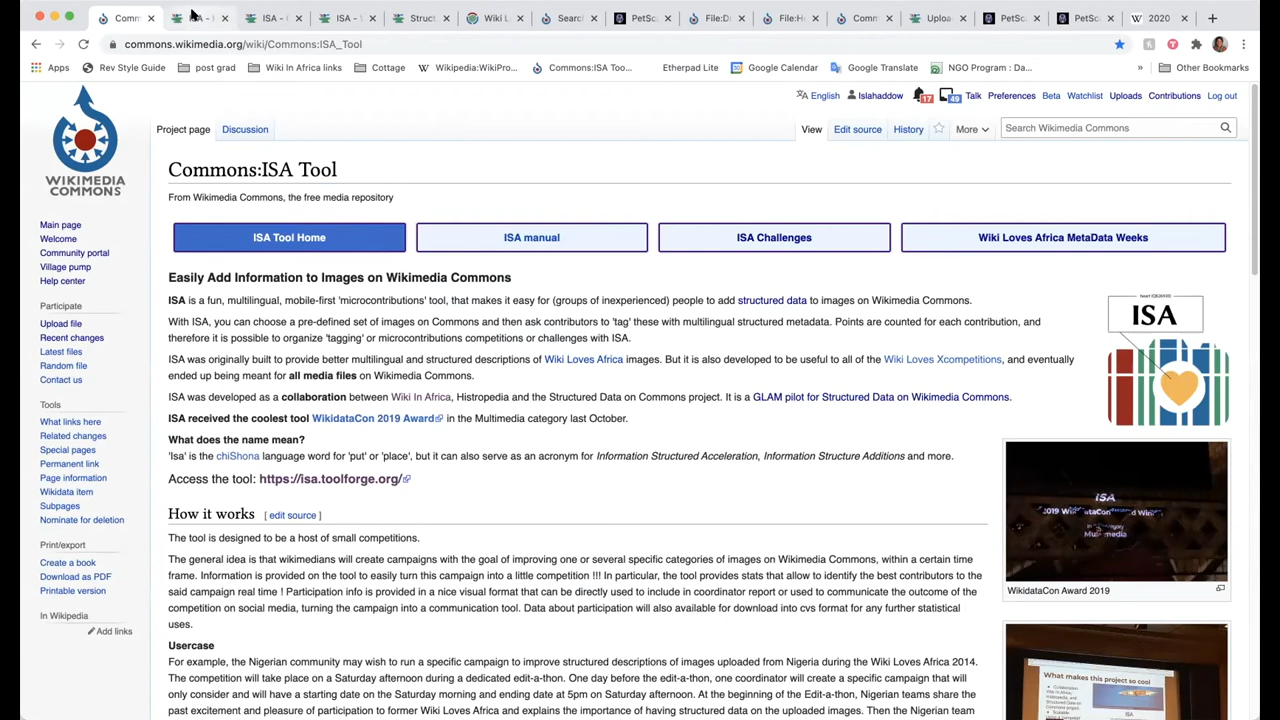 Comm
ISA -
ISA - (
ISA - W
Struct
Wiki L
Search
PetSca
File:Di
File:He
Comm
Uploa
PetSca
PetSca
2020
commons.wikimedia.org/wiki/Commons:ISA_Tool
Apps Rev Style Guide post grad Wiki In Africa links Cottage Wikipedia:WikiPro... Commons:ISA Too... Etherpad Lite Google Calendar Google Translate NGO Program : Da... » Other Bookmarks
English Islahaddow 17 49 Talk Preferences Beta Watchlist Uploads Contributions Log out
Project page Discussion View Edit source History More Search Wikimedia Commons
WIKIMEDIA
COMMONS
Commons:ISA Tool
From Wikimedia Commons, the free media repository
ISA Tool Home ISA manual ISA Challenges Wiki Loves Africa MetaData Weeks
Main page
Welcome
Community portal
Village pump
Help center
Participate
Upload file
Recent changes
Latest files
Random file
Contact us
Tools
What links here
Related changes
Special pages
Permanent link
Page information
Wikidata item
Subpages
Nominate for deletion
Print/export
Create a book
Download as PDF
Printable version
In Wikipedia
Add links
Easily Add Information to Images on Wikimedia Commons
ISA is a fun, multilingual, mobile-first 'microcontributions' tool, that makes it easy for (groups of inexperienced) people to add structured data to images on Wikimedia Commons.
With ISA, you can choose a pre-defined set of images on Commons and then ask contributors to 'tag' these with multilingual structured metadata. Points are counted for each contribution, and
therefore it is possible to organize 'tagging' or microcontributions competitions or challenges with ISA.
ISA was originally built to provide better multilingual and structured descriptions of Wiki Loves Africa images. But it is also developed to be useful to all of the Wiki Loves Xcompetitions, and eventually
ended up being meant for all media files on Wikimedia Commons.
ISA was developed as a collaboration between Wiki In Africa, Histropedia and the Structured Data on Commons project. It is a GLAM pilot for Structured Data on Wikimedia Commons.
ISA received the coolest tool WikidataCon 2019 Award in the Multimedia category last October.
What does the name mean?
'Isa' is the chiShona language word for 'put' or 'place', but it can also serve as an acronym for Information Structured Acceleration, Information Structure Additions and more.
Access the tool: https://isa.toolforge.org/
How it works [ edit source ]
The tool is designed to be a host of small competitions.
The general idea is that wikimedians will create campaigns with the goal of improving one or several specific categories of images on Wikimedia Commons, within a certain time
frame. Information is provided on the tool to easily turn this campaign into a little competition !!! In particular, the tool provides stats that allow to identify the best contributors to the
said campaign real time ! Participation info is provided in a nice visual format that can be directly used to include in coordinator report or used to communicate the outcome of the
competition on social media, turning the campaign into a communication tool. Data about participation will also available for download into cvs format for any further statistical
uses.
Usercase
For example, the Nigerian community may wish to run a specific campaign to improve structured descriptions of images uploaded from Nigeria during the Wiki Loves Africa 2014.
The competition will take place on a Saturday afternoon during a dedicated edit-a-thon. One day before the edit-a-thon, one coordinator will create a specific campaign that will
only consider and will have a starting date on the Saturday morning and ending date at 5pm on Saturday afternoon. At the beginning of the Edit-a-thon, Nigerian teams share the
past excitement and pleasure of participation to former Wiki Loves Africa and explains the importance of having structured data on the uploaded images. Then the Nigerian team
ISA
ISA
Multimedia
WikidataCon Award 2019
What makes this project so cool
ISA